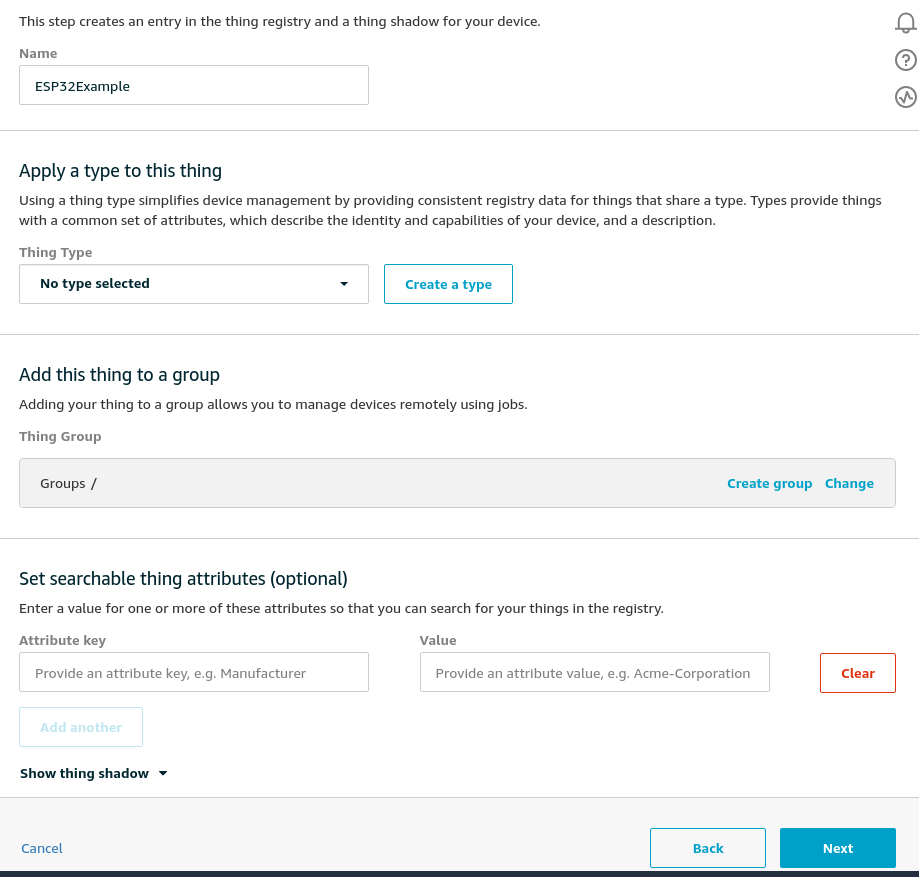 This step creates an entry in the thing registry and a thing shadow for your device.
Name
ESP32Example
Apply a type to this thing
Using a thing type simplifies device management by providing consistent registry data for things that share a type. Types provide things
with a common set of attributes, which describe the identity and capabilities of your device, and a description.
Thing Type
No type selected
Create a type
Add this thing to a group
Adding your thing to a group allows you to manage devices remotely using jobs.
Thing Group
Groups /
Create group Change
Set searchable thing attributes (optional)
Enter a value for one or more of these attributes so that you can search for your things in the registry.
Attribute key
Value
Provide an attribute key, e.g. Manufacturer
Provide an attribute value, e.g. Acme-Corporation
Clear
Add another
Show thing shadow
Cancel
Back
Next